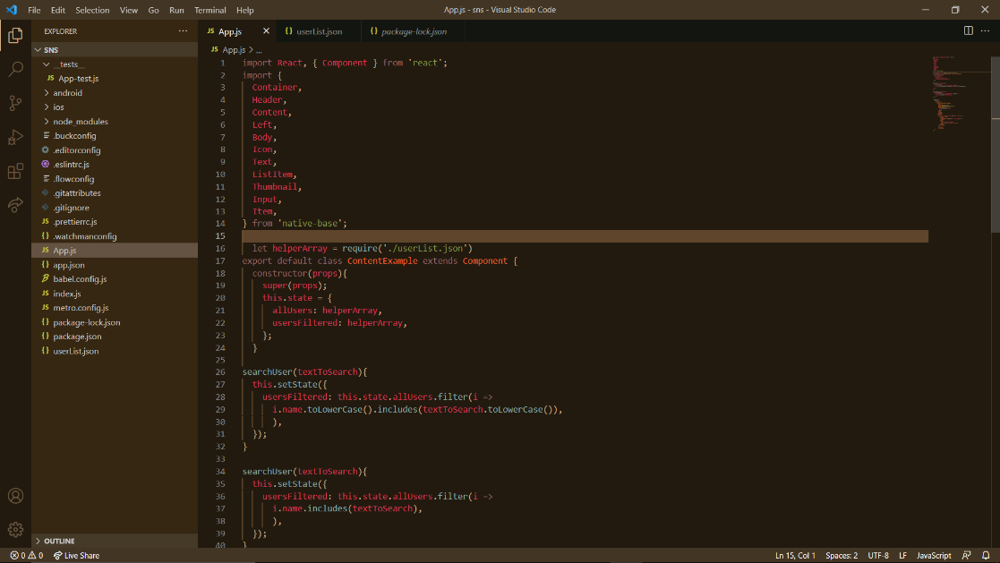 File Edit Selection View Go Run Terminal Help
App.js - sns - Visual Studio Code
EXPLORER
SNS
__tests__
JS App-test.js
android
ios
node_modules
.buckconfig
.editorconfig
.eslintrc.js
.flowconfig
.gitattributes
.gitignore
JS .prettierrc.js
{} .watchmanconfig
JS App.js
{} app.json
babel.config.js
JS index.js
JS metro.config.js
{} package-lock.json
{} package.json
{} userList.json
OUTLINE
JS App.js {} userList.json {} package-lock.json
JS App.js > ...
1 import React, { Component } from 'react';
2 import {
3 Container,
4 Header,
5 Content,
6 Left,
7 Body,
8 Icon,
9 Text,
10 ListItem,
11 Thumbnail,
12 Input,
13 Item,
14 } from 'native-base';
15
16 let helperArray = require('./userList.json')
17 export default class ContentExample extends Component {
18 constructor(props){
19 super(props);
20 this.state = {
21 allUsers: helperArray,
22 usersFiltered: helperArray,
23 };
24 }
25
26 searchUser(textToSearch){
27 this.setState({
28 usersFiltered: this.state.allUsers.filter(i =>
29 i.name.toLowerCase().includes(textToSearch.toLowerCase()),
30 ),
31 });
32 }
33
34 searchUser(textToSearch){
35 this.setState({
36 usersFiltered: this.state.allUsers.filter(i =>
37 i.name.includes(textToSearch),
38 ),
39 });
40 }
0 0 Live Share
Ln 15, Col 1 Spaces: 2 UTF-8 LF JavaScript